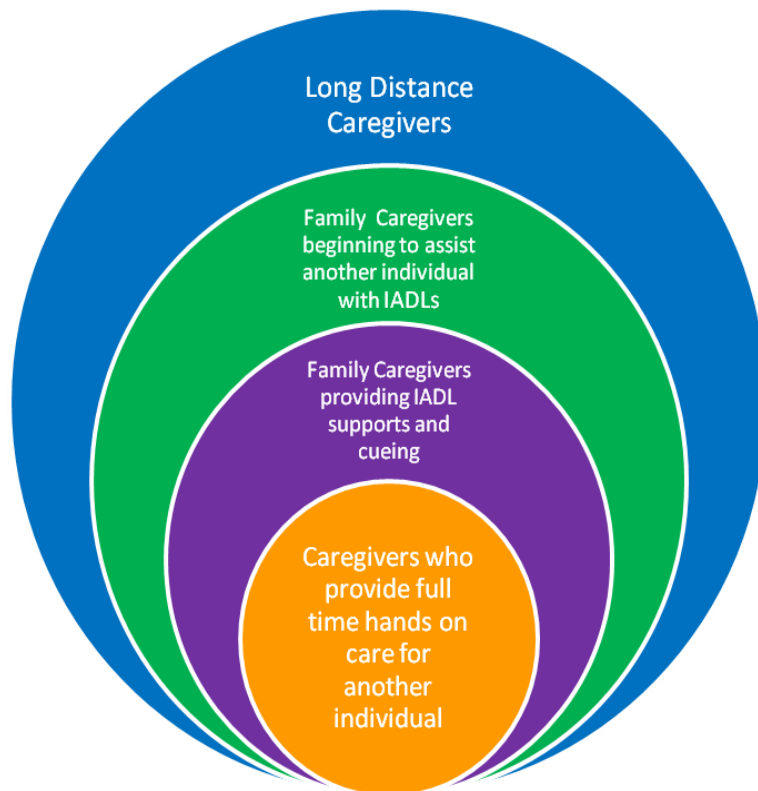 Long Distance
Caregivers
Family Caregivers
beginning to assist
another individual
with IADLs
Family Caregivers
providing IADL
supports and
cueing
Caregivers who
provide full
time hands on
care for
another
individual